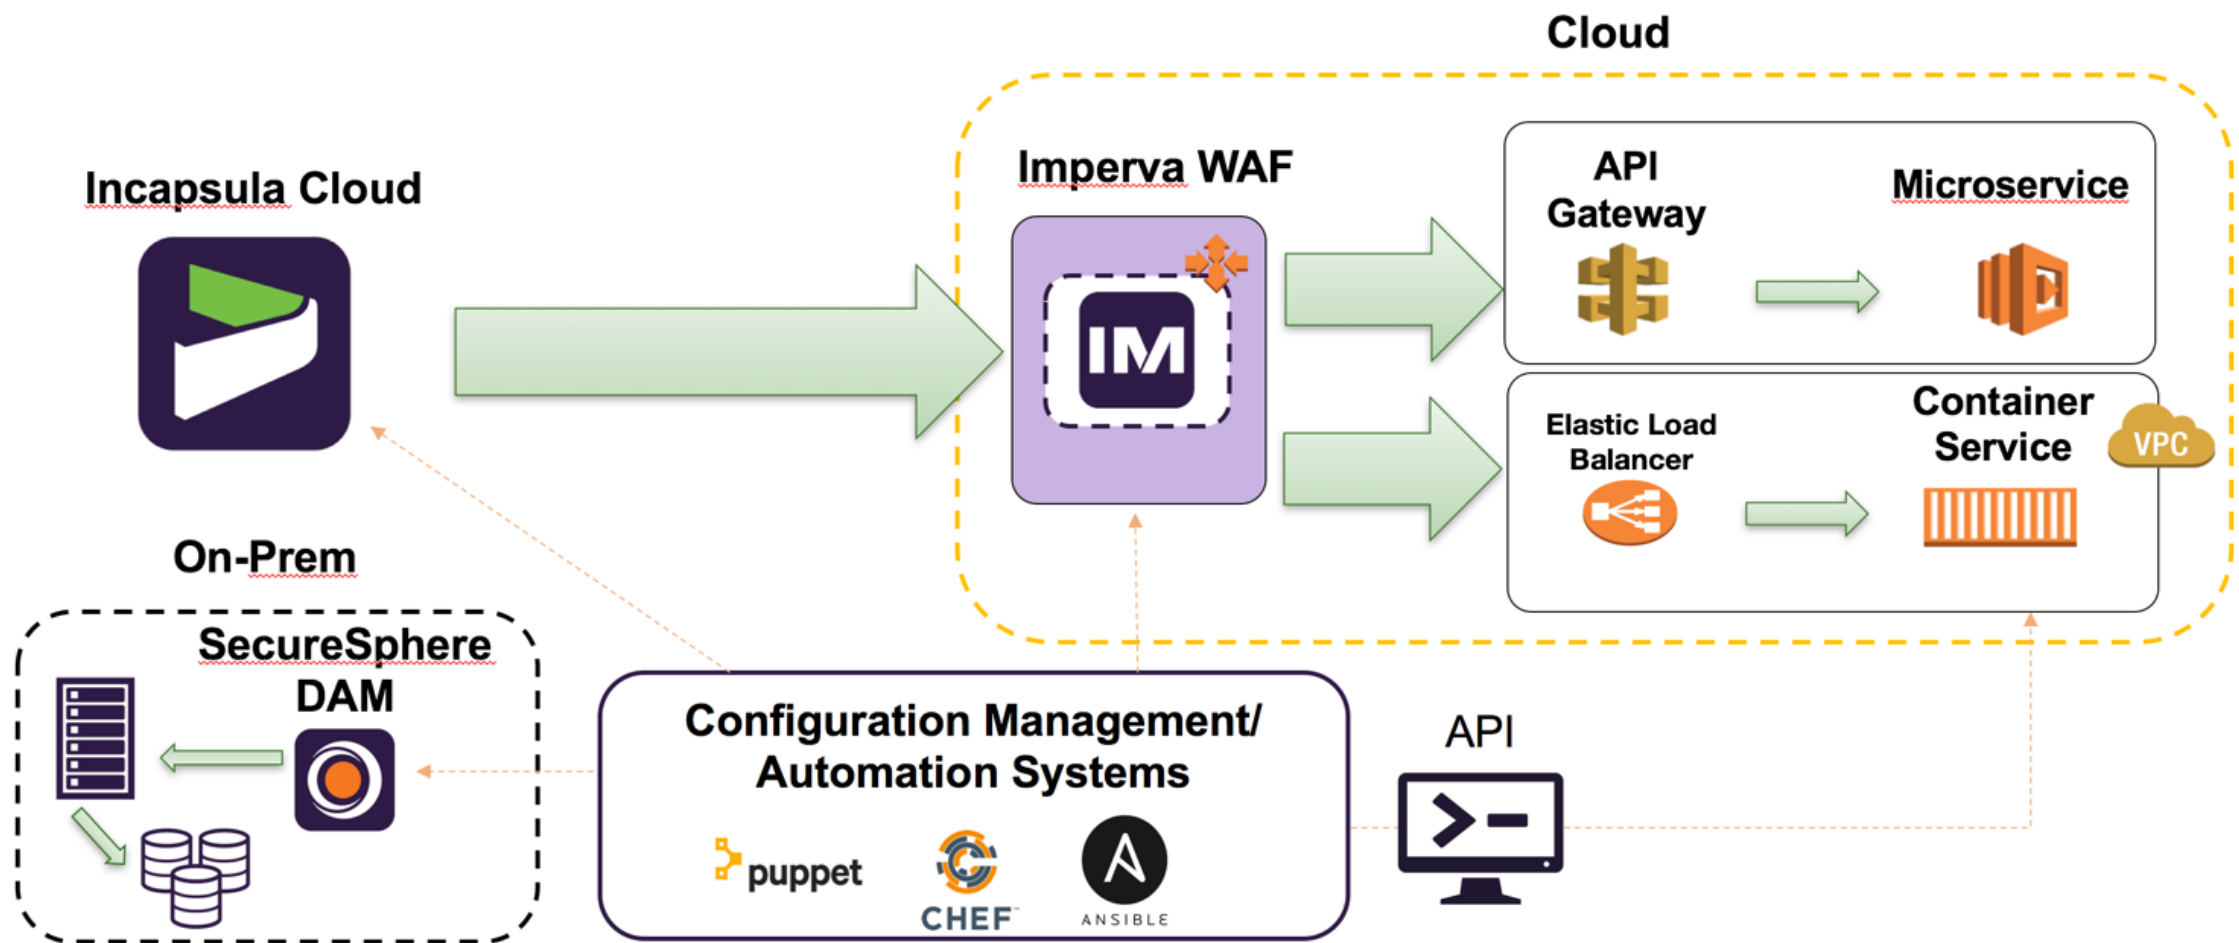 Cloud
Incapsula Cloud
Imperva WAF
IM
API
Gateway
Microservice
Elastic Load
Balancer
Container
Service
VPC
On-Prem
SecureSphere
DAM
Configuration Management/
Automation Systems
puppet
CHEF™
ANSIBLE
API